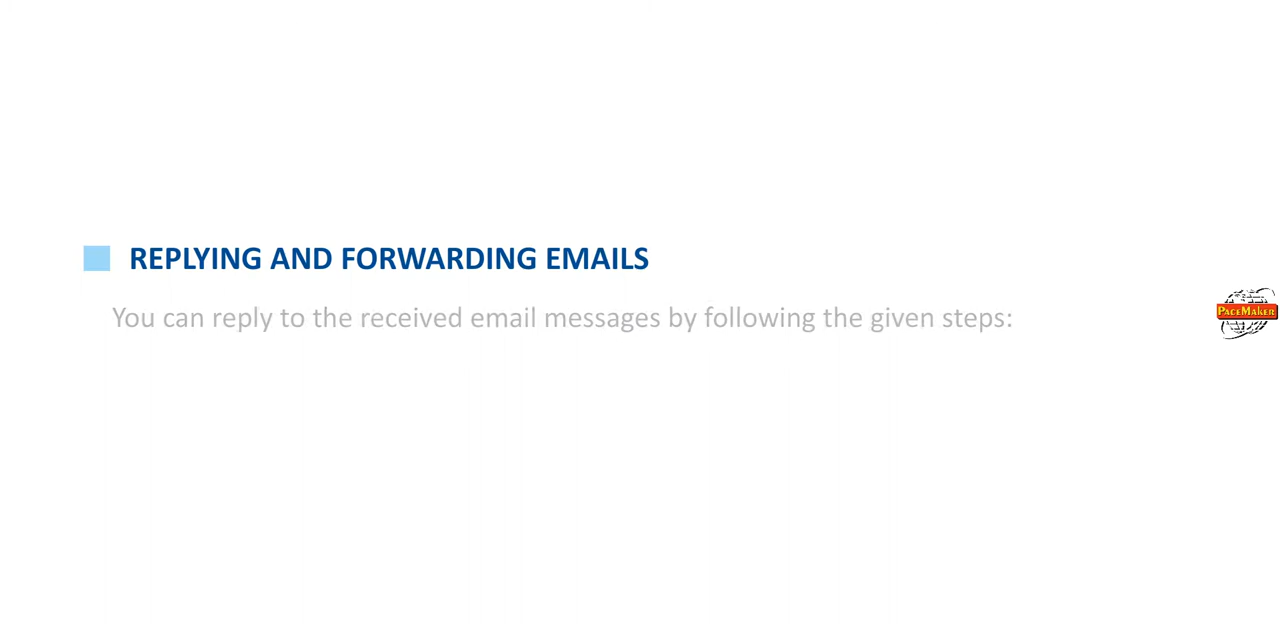 REPLYING AND FORWARDING EMAILS
You can reply to the received email messages by following the given steps:
PACEMAKER